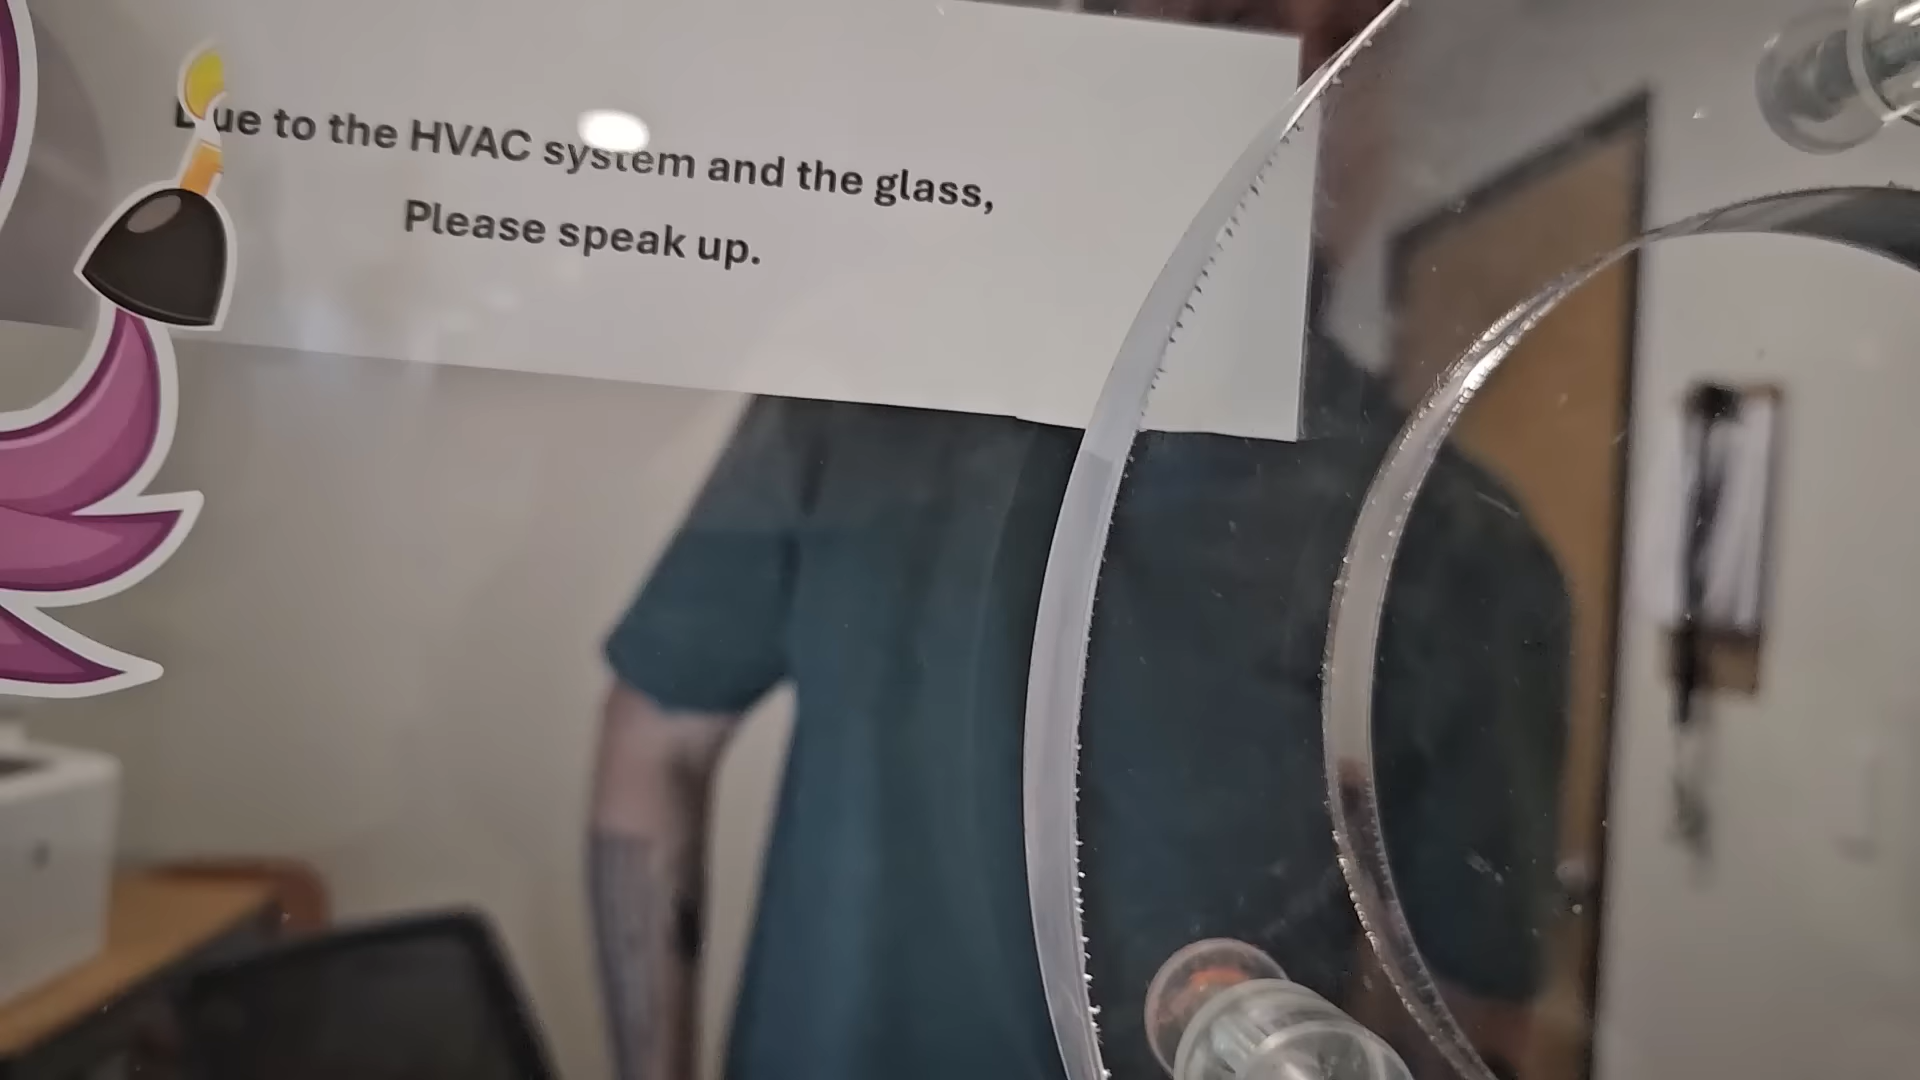 Due to the HVAC system and the glass,
Please speak up.